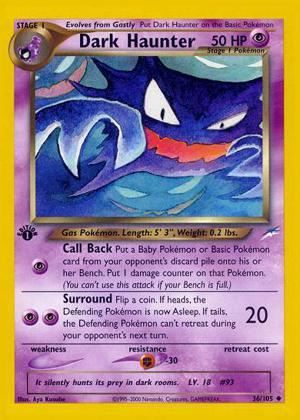 STAGE 1 Evolves from Gastly Put Dark Haunter on the Basic Pokémon
Dark Haunter 50 HP
Stage 1 Pokémon
Gas Pokémon. Length: 5' 3", Weight: 0.2 lbs.
Edition
1
Call Back Put a Baby Pokémon or Basic Pokémon
card from your opponent's discard pile onto his or
her Bench. Put 1 damage counter on that Pokémon.
(You can't use this attack if your Bench is full.)
Surround Flip a coin. If heads, the
Defending Pokémon is now Asleep. If tails,
the Defending Pokémon can't retreat during
your opponent's next turn.
20
weakness resistance retreat cost
-30
It silently hunts its prey in dark rooms. LV. 18 #93
Illus. Aya Kusube ©1995-2000 Nintendo, Creatures, GAMEFREAK. 36/105